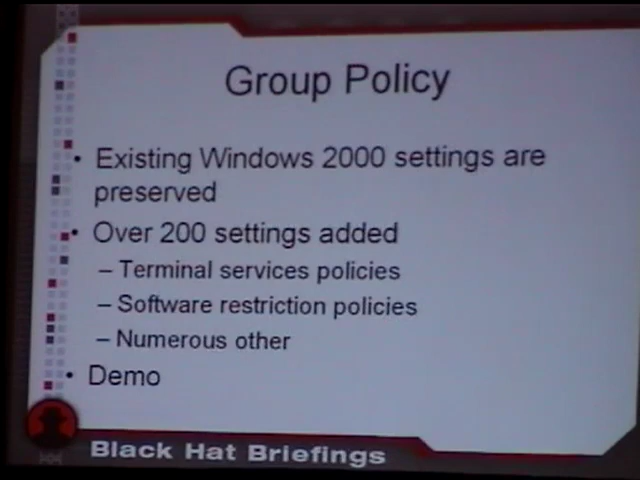 Group Policy
• Existing Windows 2000 settings are
preserved
• Over 200 settings added
– Terminal services policies
– Software restriction policies
– Numerous other
• Demo
Black Hat Briefings